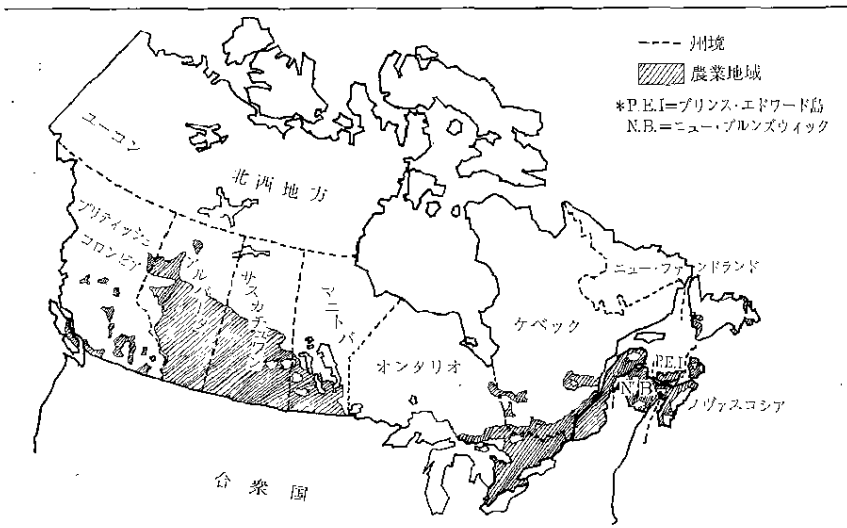 州境
農業地域
*P.E.I=プリンス・エドワード島
N.B.=ニュー・ブルンズウィック
ユーコン
北西地方
ブリティッシュ
コロンビア
アルバータ
サスカチュワン
マニトバ
オンタリオ
ケベック
ニュー・ファンドランド
P.E.I.
N.B.
ノヴァスコシア
合衆国